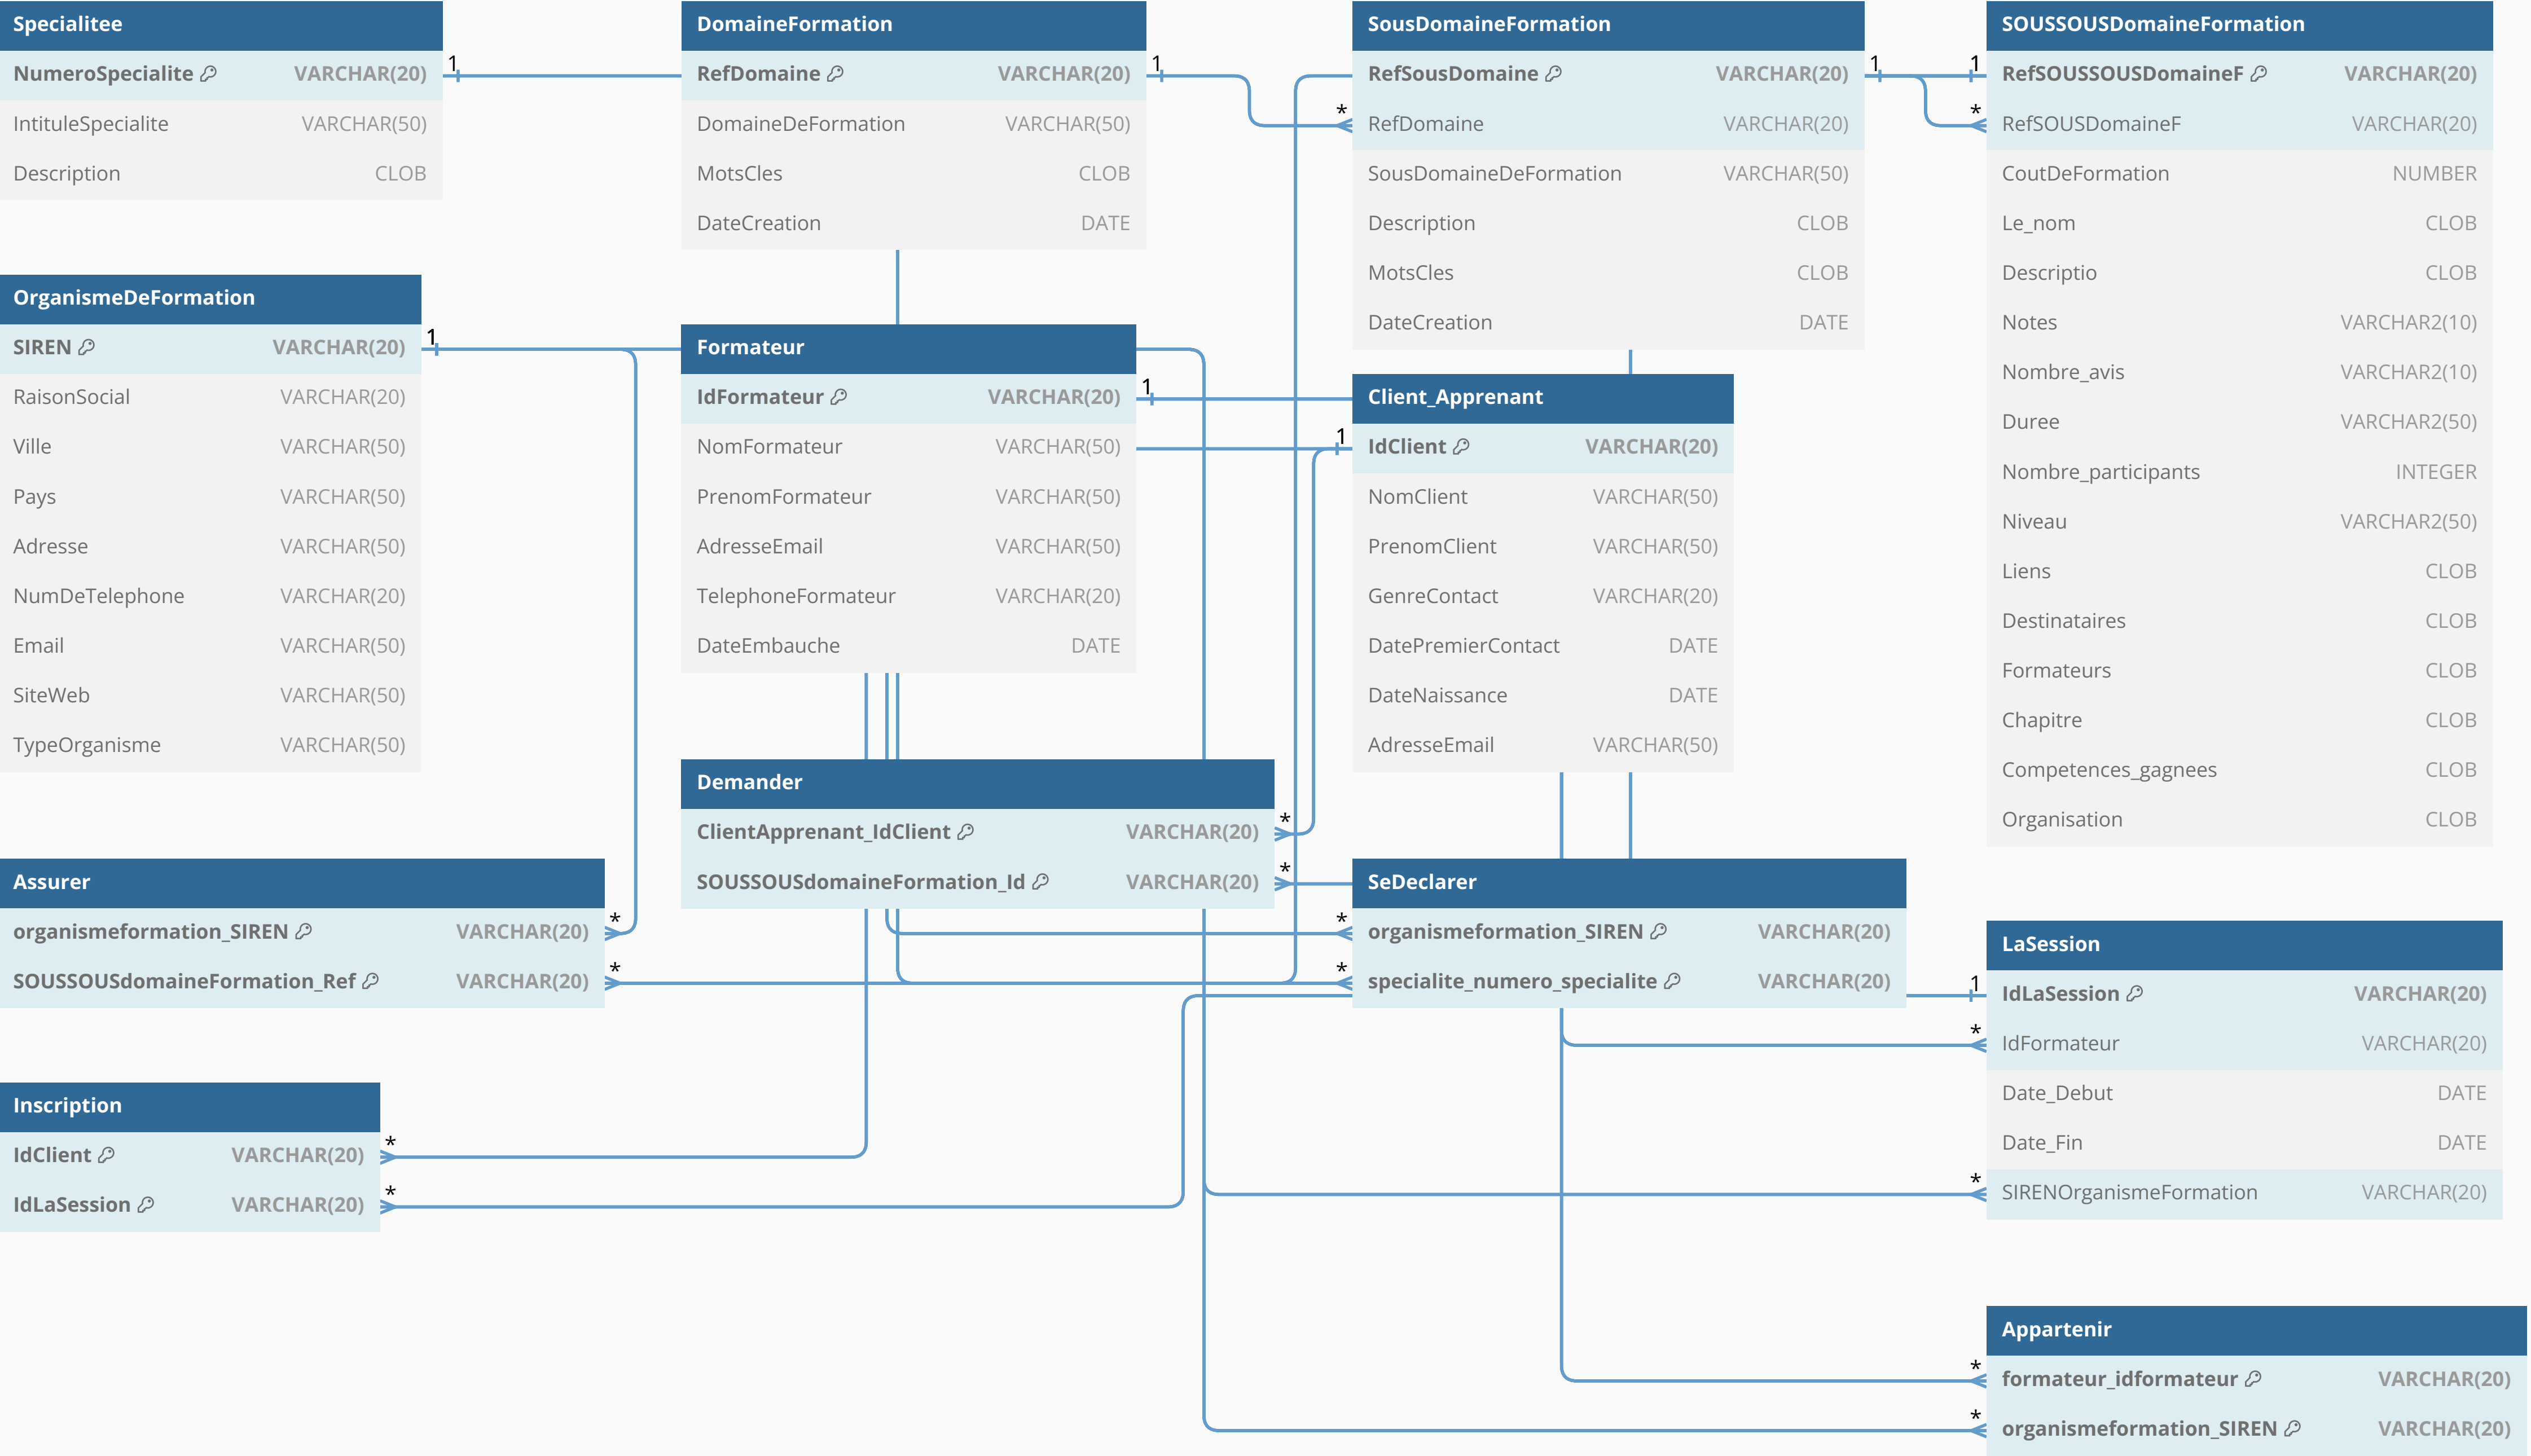 Specialitee
NumeroSpecialite VARCHAR(20)
IntituleSpecialite VARCHAR(50)
Description CLOB
1
DomaineFormation
RefDomaine VARCHAR(20)
DomaineDeFormation VARCHAR(50)
MotsCles CLOB
DateCreation DATE
1
SousDomaineFormation
RefSousDomaine VARCHAR(20)
* RefDomaine VARCHAR(20)
SousDomaineDeFormation VARCHAR(50)
Description CLOB
MotsCles CLOB
DateCreation DATE
1
SOUSSOUSDomaineFormation
1 RefSOUSSOUSDomaineF VARCHAR(20)
* RefSOUSDomaineF VARCHAR(20)
CoutDeFormation NUMBER
Le_nom CLOB
Descriptio CLOB
Notes VARCHAR2(10)
Nombre_avis VARCHAR2(10)
Duree VARCHAR2(50)
Nombre_participants INTEGER
Niveau VARCHAR2(50)
Liens CLOB
Destinataires CLOB
Formateurs CLOB
Chapitre CLOB
Competences_gagnees CLOB
Organisation CLOB
OrganismeDeFormation
SIREN VARCHAR(20) 1
RaisonSocial VARCHAR(20)
Ville VARCHAR(50)
Pays VARCHAR(50)
Adresse VARCHAR(50)
NumDeTelephone VARCHAR(20)
Email VARCHAR(50)
SiteWeb VARCHAR(50)
TypeOrganisme VARCHAR(50)
Formateur
IdFormateur VARCHAR(20) 1
NomFormateur VARCHAR(50)
PrenomFormateur VARCHAR(50)
AdresseEmail VARCHAR(50)
TelephoneFormateur VARCHAR(20)
DateEmbauche DATE
Client_Apprenant
1 IdClient VARCHAR(20)
NomClient VARCHAR(50)
PrenomClient VARCHAR(50)
GenreContact VARCHAR(20)
DatePremierContact DATE
DateNaissance DATE
AdresseEmail VARCHAR(50)
Demander
ClientApprenant_IdClient VARCHAR(20) *
SOUSSOUSdomaineFormation_Id VARCHAR(20) *
Assurer
organismeformation_SIREN VARCHAR(20) *
SOUSSOUSdomaineFormation_Ref VARCHAR(20) *
SeDeclarer
* organismeformation_SIREN VARCHAR(20)
* specialite_numero_specialite VARCHAR(20)
LaSession
1 IdLaSession VARCHAR(20)
* IdFormateur VARCHAR(20)
Date_Debut DATE
Date_Fin DATE
* SIRENOrganismeFormation VARCHAR(20)
Inscription
IdClient VARCHAR(20) *
IdLaSession VARCHAR(20) *
Appartenir
* formateur_idformateur VARCHAR(20)
* organismeformation_SIREN VARCHAR(20)